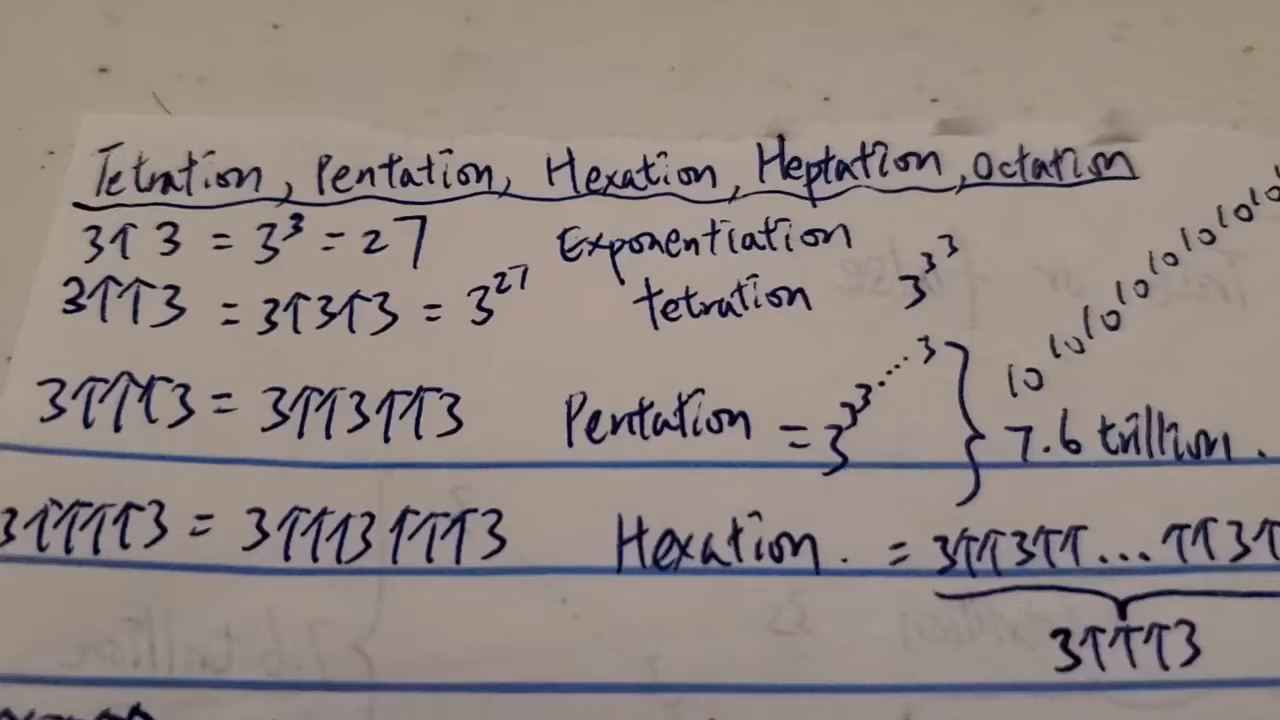 Tetration, Pentation, Hexation, Heptation, Octation
3↑3 = 3³ = 27 Exponentiation
3↑↑3 = 3↑3↑3 = 3²⁷ tetration 3^3^3
10^10^10^10^10^10^10^10
3↑↑↑3 = 3↑↑3↑↑3 Pentation = 3^3^3^...^3 } 7.6 trillion.
3↑↑↑↑3 = 3↑↑↑3↑↑↑3 Hexation. = 3↑↑3↑↑...↑↑3↑
3↑↑↑3